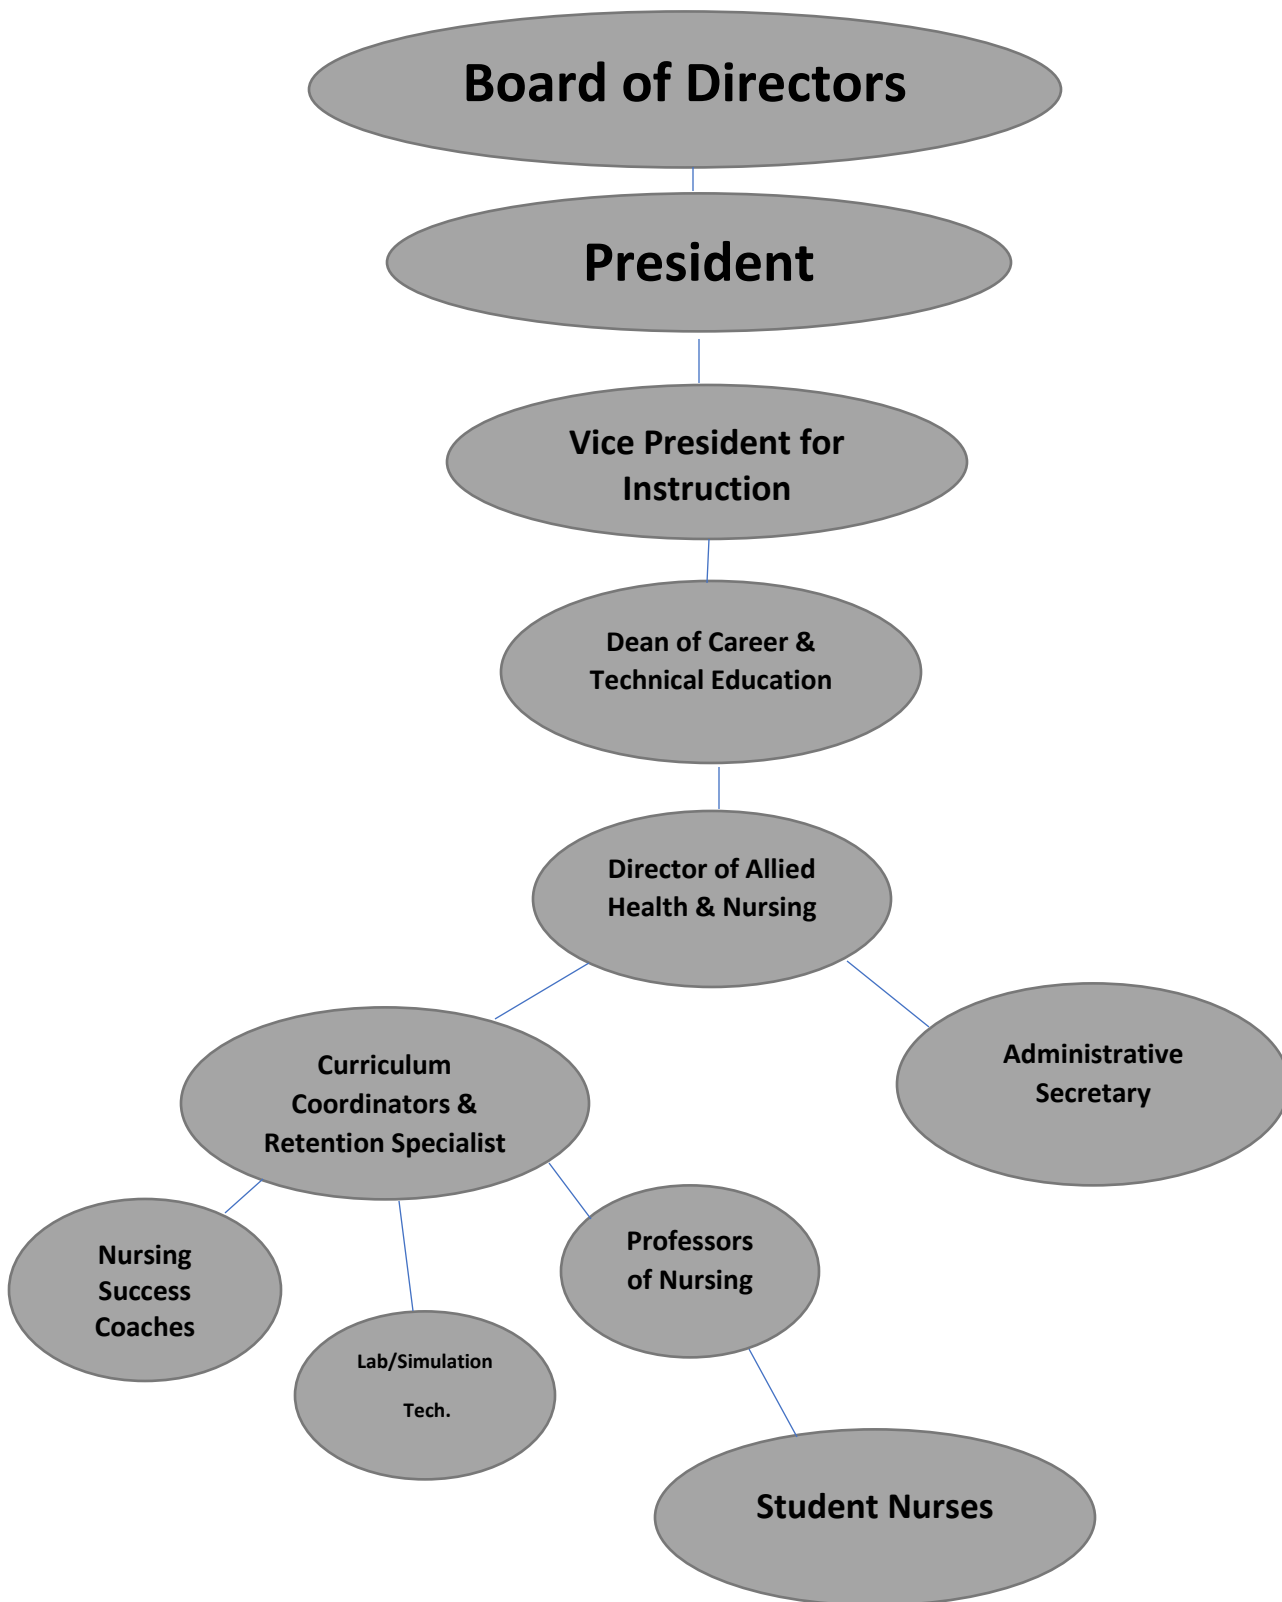 Board of Directors
President
Vice President for
Instruction
Dean of Career &
Technical Education
Director of Allied
Health & Nursing
Curriculum
Coordinators &
Retention Specialist
Administrative
Secretary
Nursing
Success
Coaches
Lab/Simulation
Tech.
Professors
of Nursing
Student Nurses